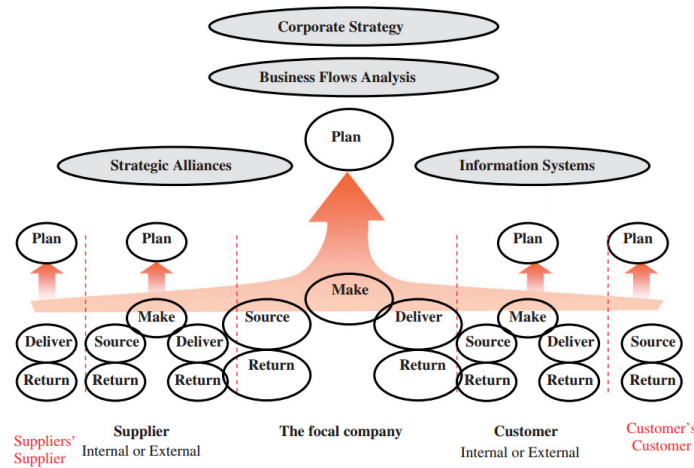 Corporate Strategy
Business Flows Analysis
Plan
Strategic Alliances
Information Systems
Plan
Plan
Plan
Plan
Make
Make
Make
Source
Deliver
Deliver
Source
Deliver
Source
Deliver
Source
Return
Return
Return
Return
Return
Return
Return
Return
Suppliers'
Supplier
Supplier
Internal or External
The focal company
Customer
Internal or External
Customer's
Customer